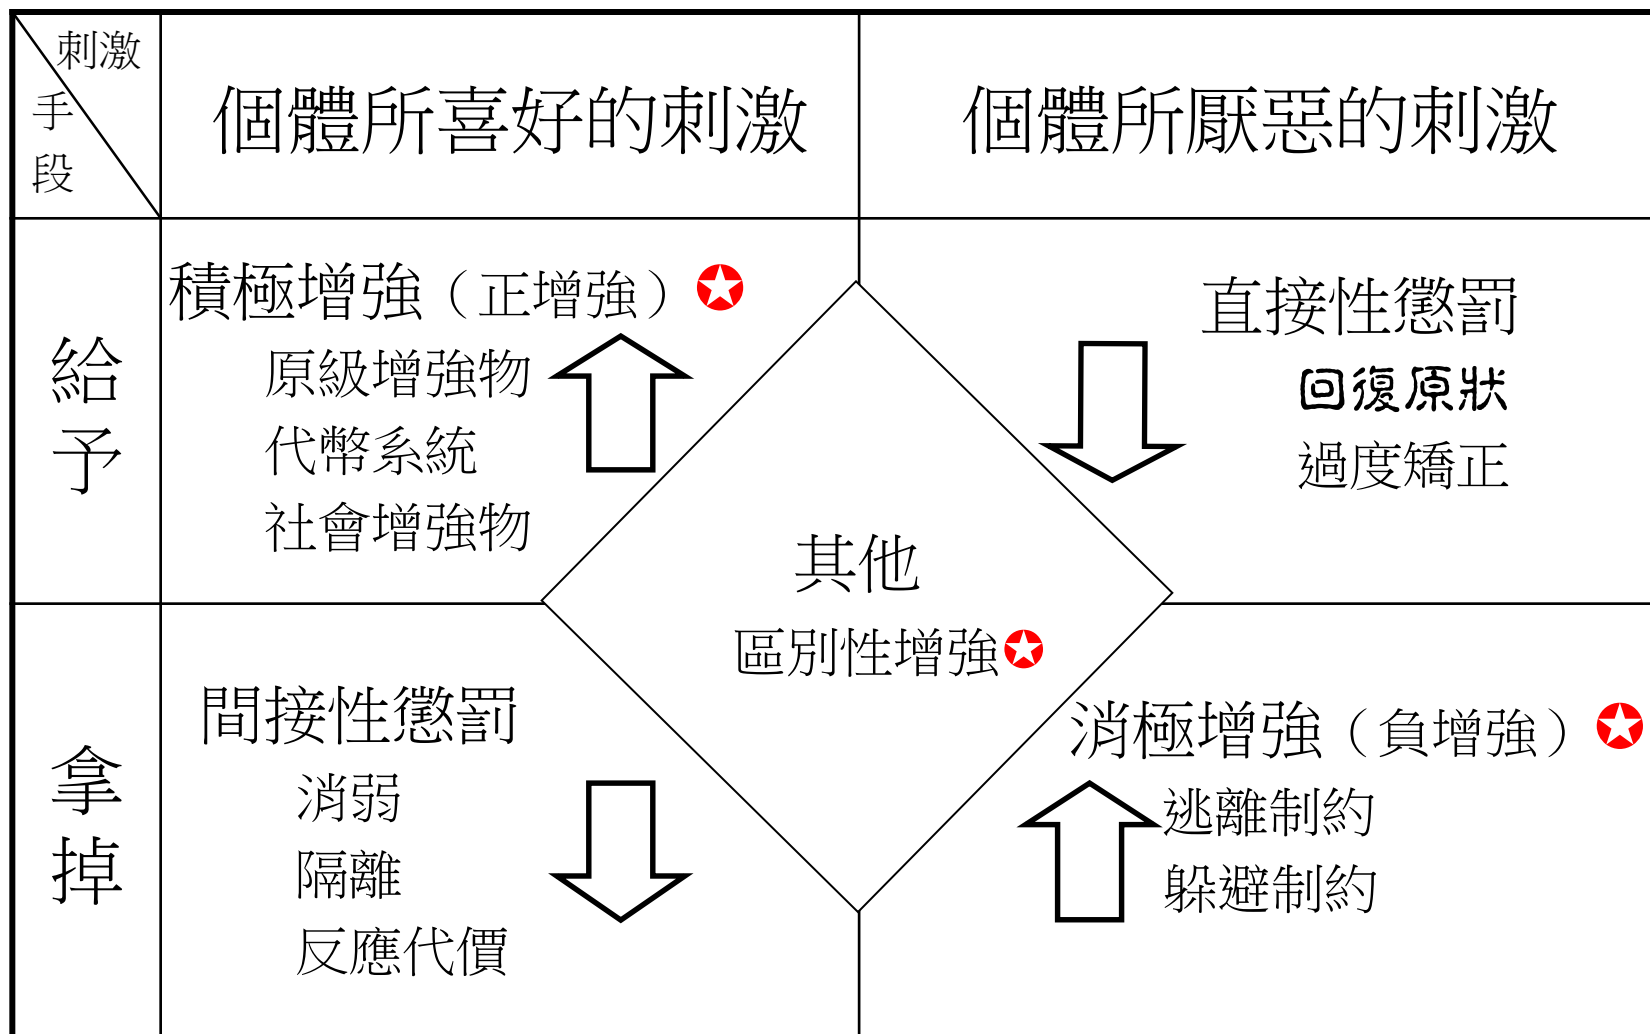 刺激
手段
個體所喜好的刺激
個體所厭惡的刺激
給予
積極增強（正增強）
原級增強物
代幣系統
社會增強物
直接性懲罰
回復原狀
過度矯正
其他
區別性增強
拿掉
間接性懲罰
消弱
隔離
反應代價
消極增強（負增強）
逃離制約
躲避制約